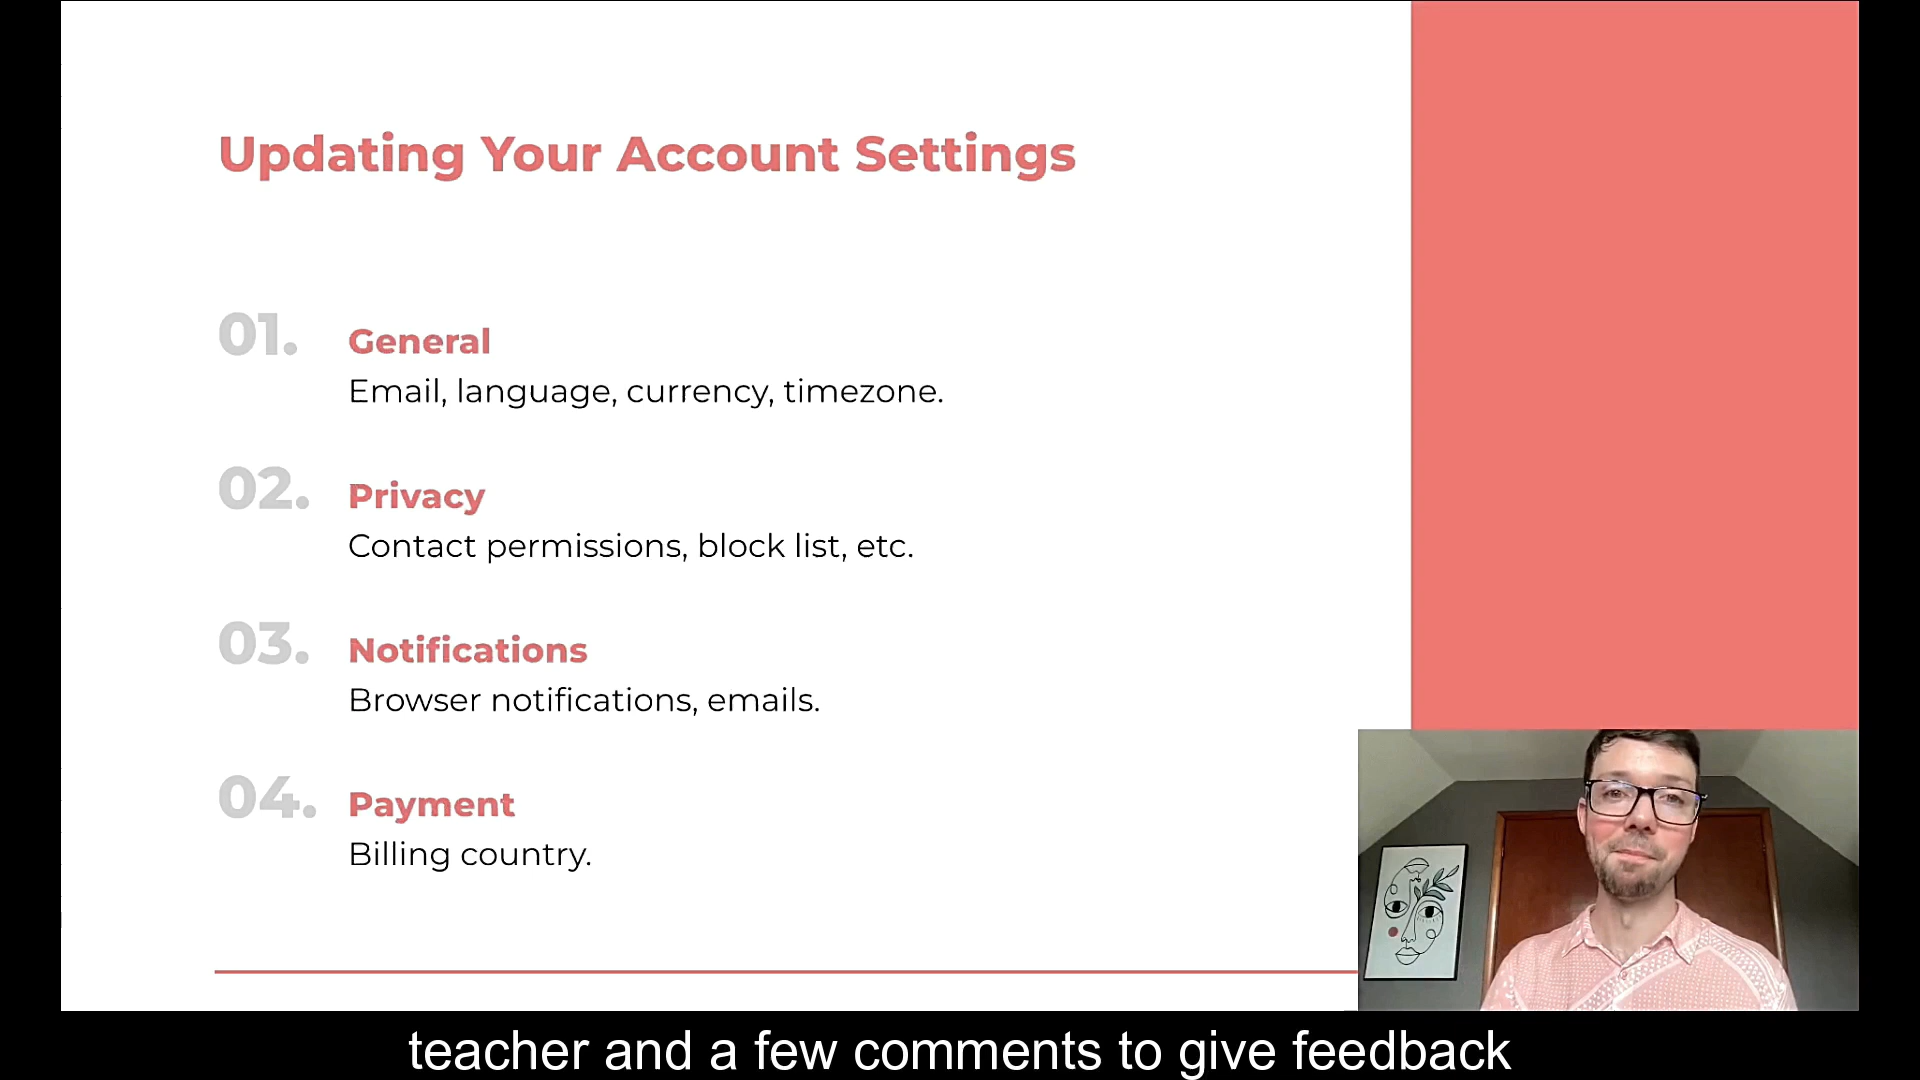 Updating Your Account Settings
01.
General
Email, language, currency, timezone.
02.
Privacy
Contact permissions, block list, etc.
03.
Notifications
Browser notifications, emails.
04.
Payment
Billing country.
teacher and a few comments to give feedback